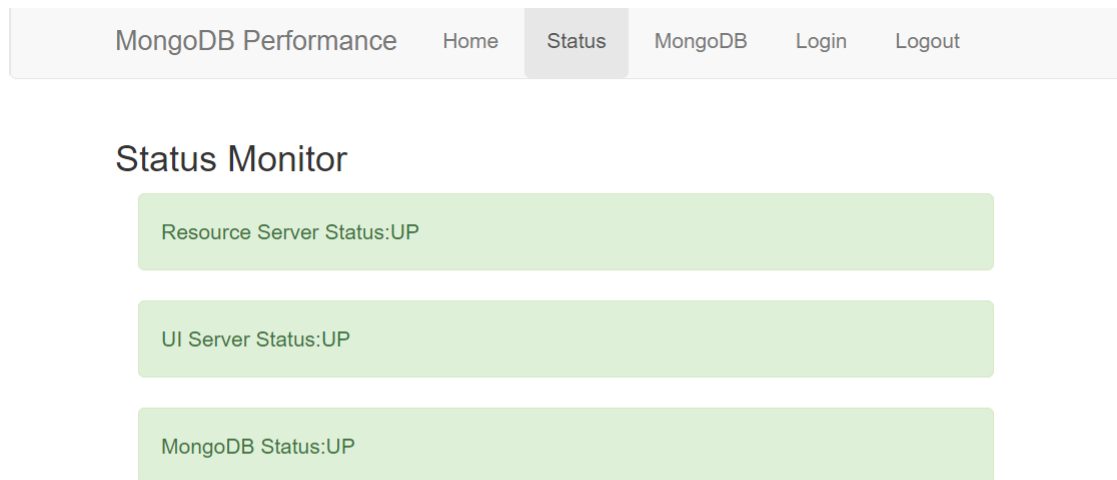 MongoDB Performance Home Status MongoDB Login Logout
Status Monitor
Resource Server Status:UP
UI Server Status:UP
MongoDB Status:UP